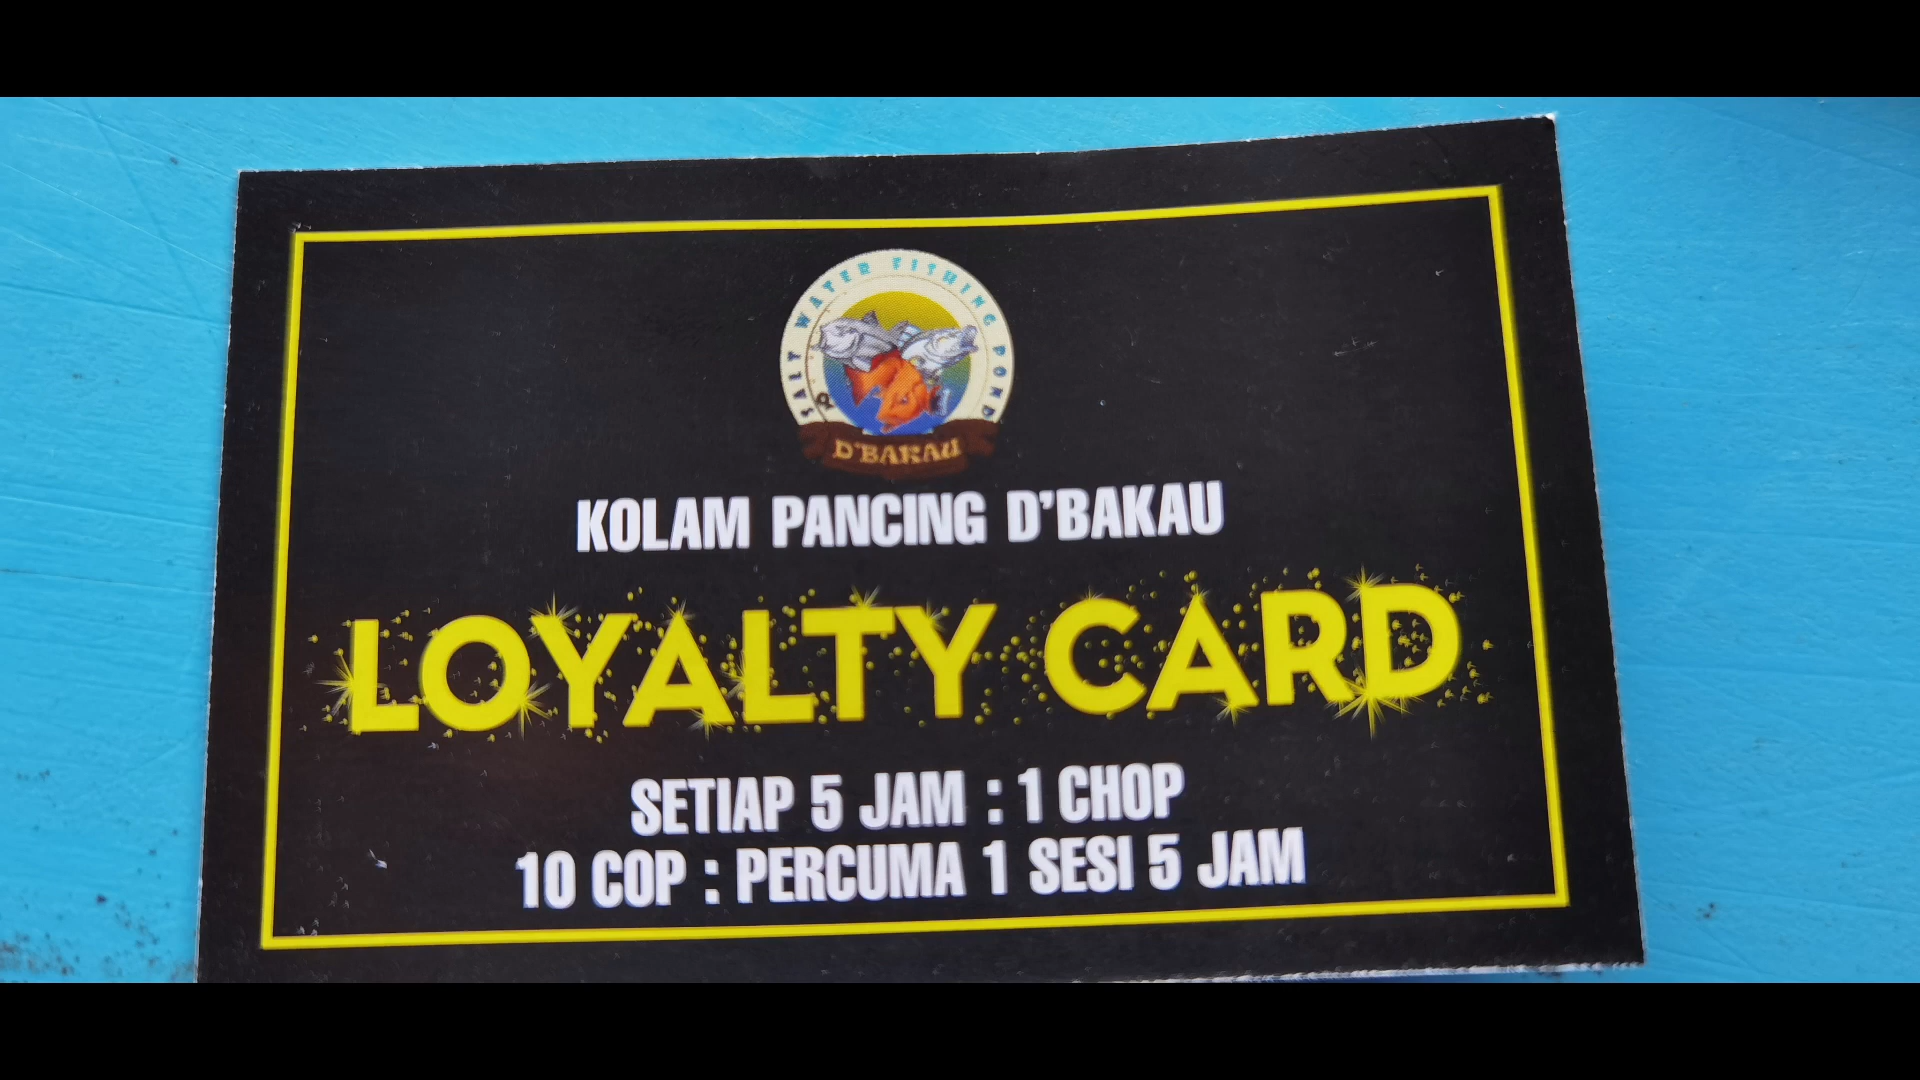 SALT WATER FISHING POND
D'BAKAU
KOLAM PANCING D'BAKAU
LOYALTY CARD
SETIAP 5 JAM : 1 CHOP
10 COP : PERCUMA 1 SESI 5 JAM